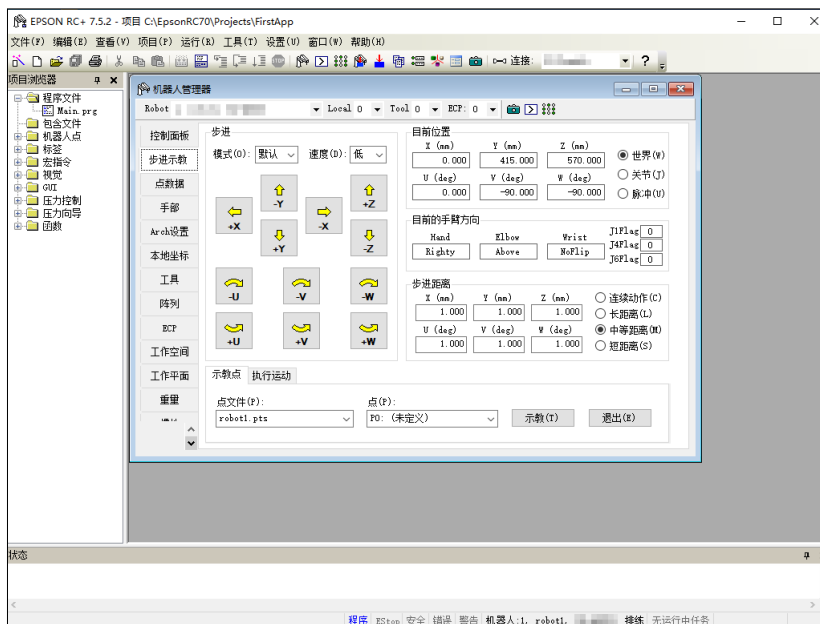 EPSON RC+ 7.5.2 - 项目 C:\EpsonRC70\Projects\FirstApp
文件(F) 编辑(E) 查看(V) 项目(P) 运行(R) 工具(T) 设置(U) 窗口(W) 帮助(H)
连接: ?
项目浏览器
程序文件
Main.prg
包含文件
机器人点
标签
宏指令
视觉
GUI
压力控制
压力向导
函数
机器人管理器
Robot Local 0 Tool 0 ECP: 0
控制面板
步进示教
点数据
手部
Arch设置
本地坐标
工具
阵列
ECP
工作空间
工作平面
重量
步进
模式(O): 默认 速度(D): 低
-Y +Z
+X -X
+Y -Z
-U -V -W
+U +V +W
目前位置
X (mm) Y (mm) Z (mm)
0.000 415.000 570.000
U (deg) V (deg) W (deg)
0.000 -90.000 -90.000
世界(W)
关节(J)
脉冲(U)
目前的手臂方向
Hand Elbow Wrist
Righty Above NoFlip
J1Flag 0
J4Flag 0
J6Flag 0
步进距离
X (mm) Y (mm) Z (mm)
1.000 1.000 1.000
U (deg) V (deg) W (deg)
1.000 1.000 1.000
连续动作(C)
长距离(L)
中等距离(M)
短距离(S)
示教点 执行运动
点文件(F): 点(P):
robot1.pts P0: (未定义) 示教(T) 退出(E)
状态
程序 EStop 安全 错误 警告 机器人:1, robot1, 排练 无运行中任务